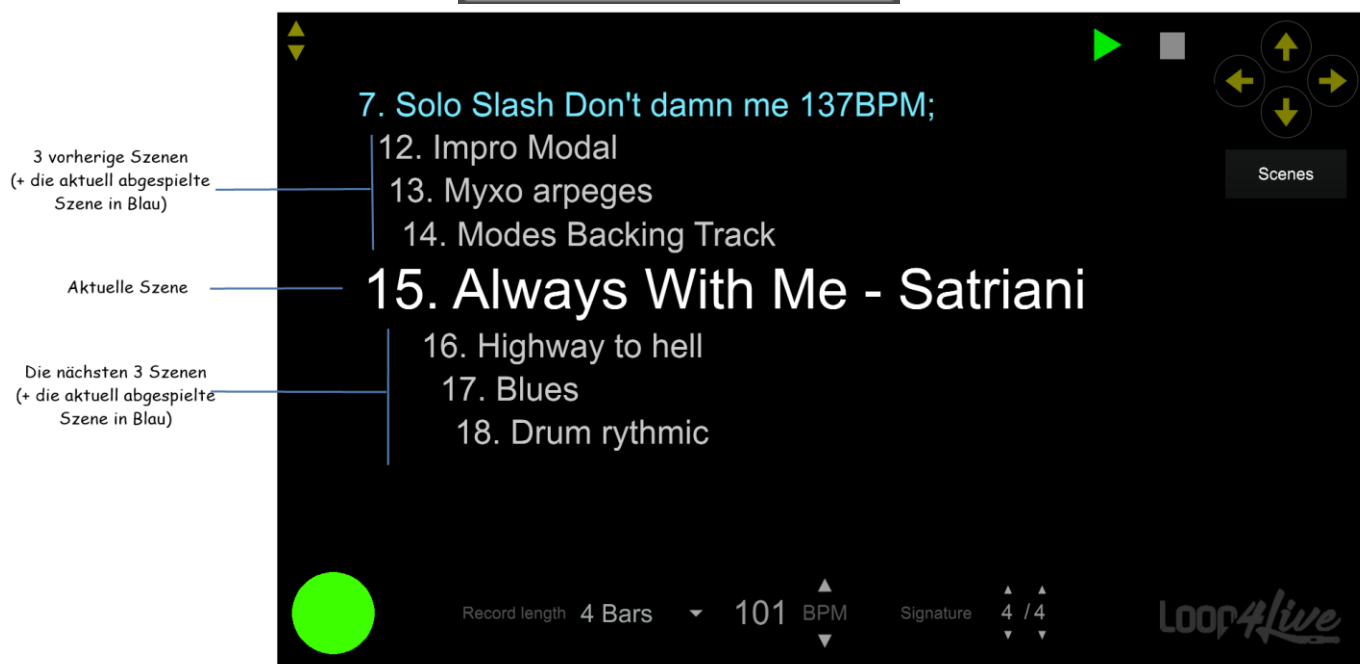 7. Solo Slash Don't damn me 137BPM;
12. Impro Modal
13. Myxo arpeges
14. Modes Backing Track
15. Always With Me - Satriani
16. Highway to hell
17. Blues
18. Drum rythmic
3 vorherige Szenen
(+ die aktuell abgespielte
Szene in Blau)
Aktuelle Szene
Die nächsten 3 Szenen
(+ die aktuell abgespielte
Szene in Blau)
Scenes
Record length 4 Bars 101 BPM Signature 4 / 4
Loop4live